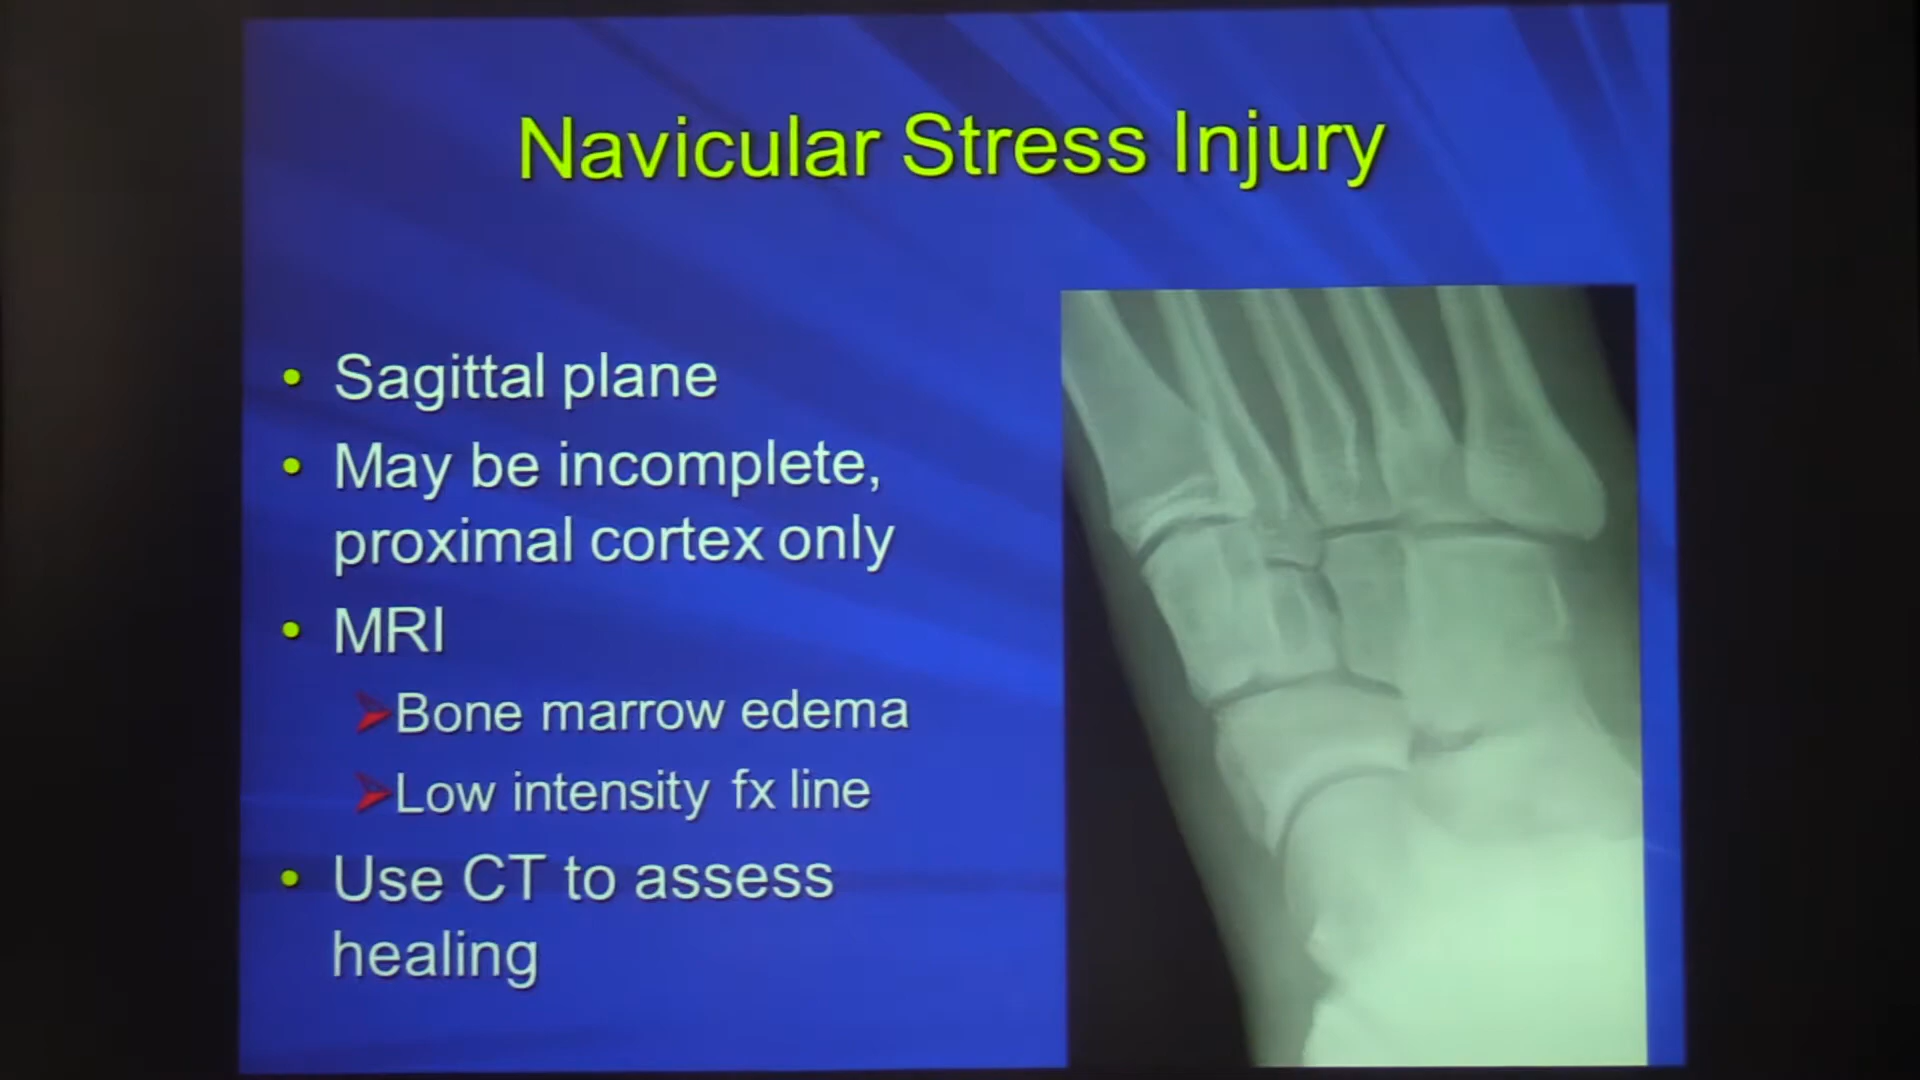 Navicular Stress Injury
• Sagittal plane
• May be incomplete,
proximal cortex only
• MRI
➢Bone marrow edema
➢Low intensity fx line
• Use CT to assess
healing